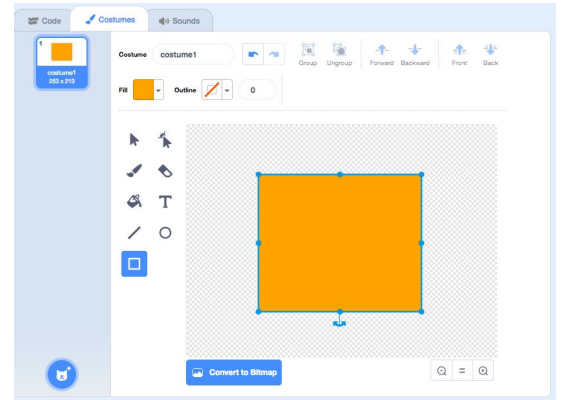 Code Costumes Sounds
1
costume1
253 x 213
Costume costume1
Group Ungroup Forward Backward Front Back
Fill Outline 0
T
Convert to Bitmap